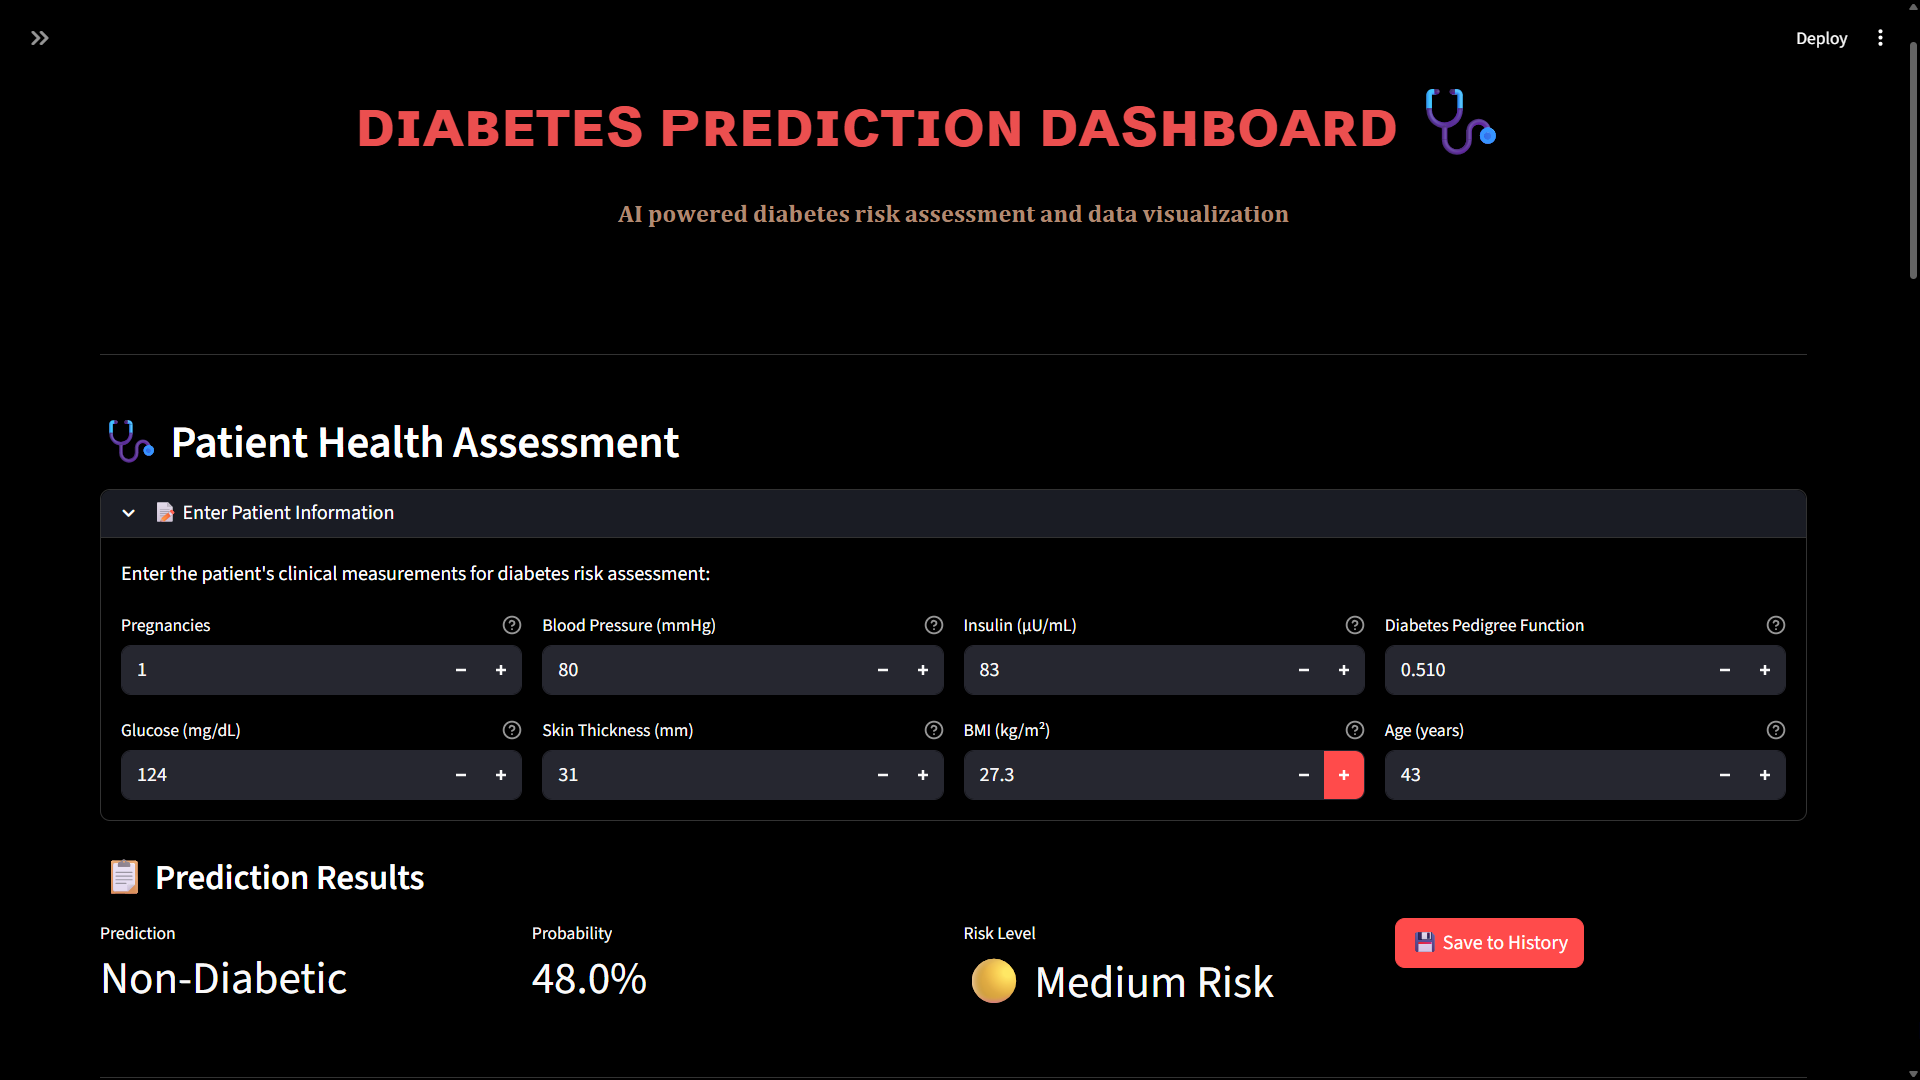 Deploy
DIABETES PREDICTION DASHBOARD
AI powered diabetes risk assessment and data visualization
Patient Health Assessment
Enter Patient Information
Enter the patient's clinical measurements for diabetes risk assessment:
Pregnancies
1
Blood Pressure (mmHg)
80
Insulin (μU/mL)
83
Diabetes Pedigree Function
0.510
Glucose (mg/dL)
124
Skin Thickness (mm)
31
BMI (kg/m²)
27.3
Age (years)
43
Prediction Results
Prediction
Non-Diabetic
Probability
48.0%
Risk Level
Medium Risk
Save to History